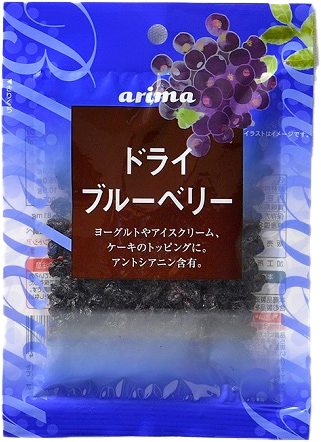 arima
イラストはイメージです。
ドライ
ブルーベリー
ヨーグルトやアイスクリーム、
ケーキのトッピングに。
アントシアニン含有。